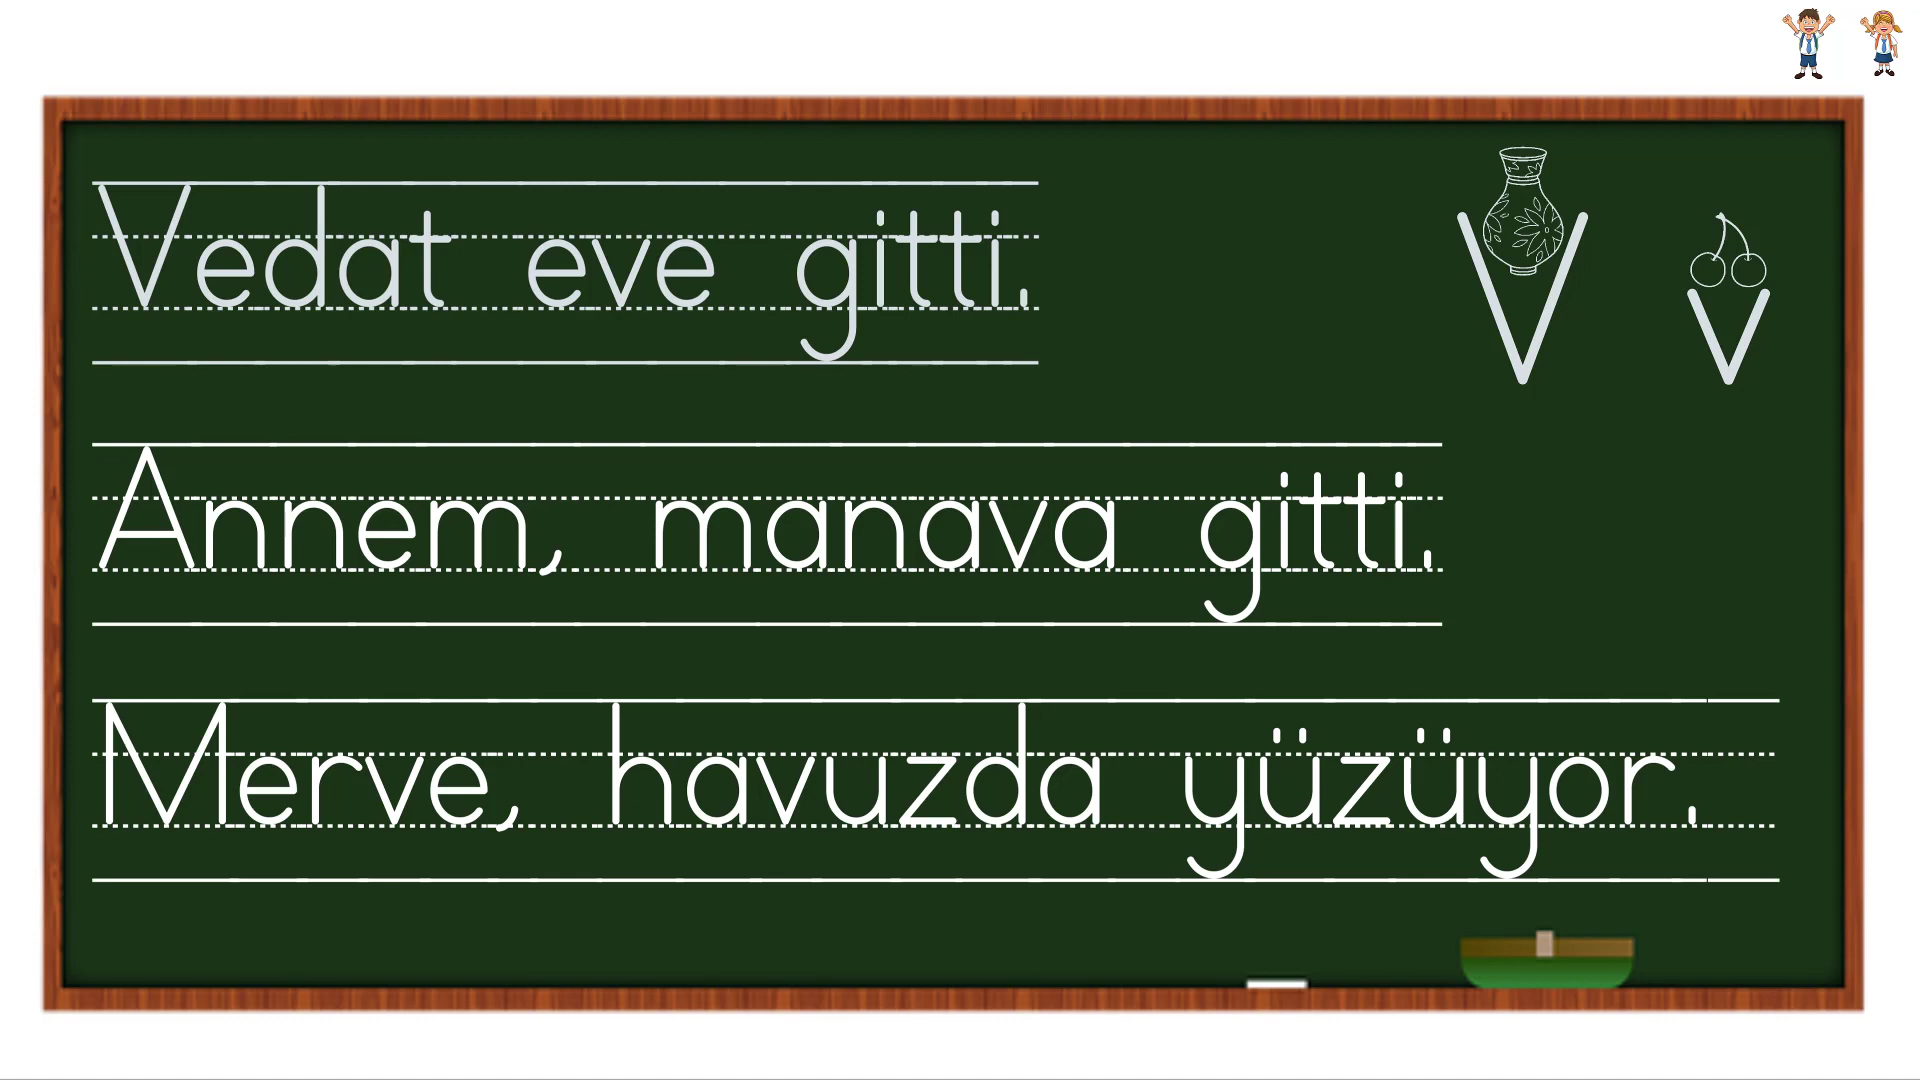 Vedat eve gitti.
V v
Annem, manava gitti.
Merve, havuzda yüzüyor.